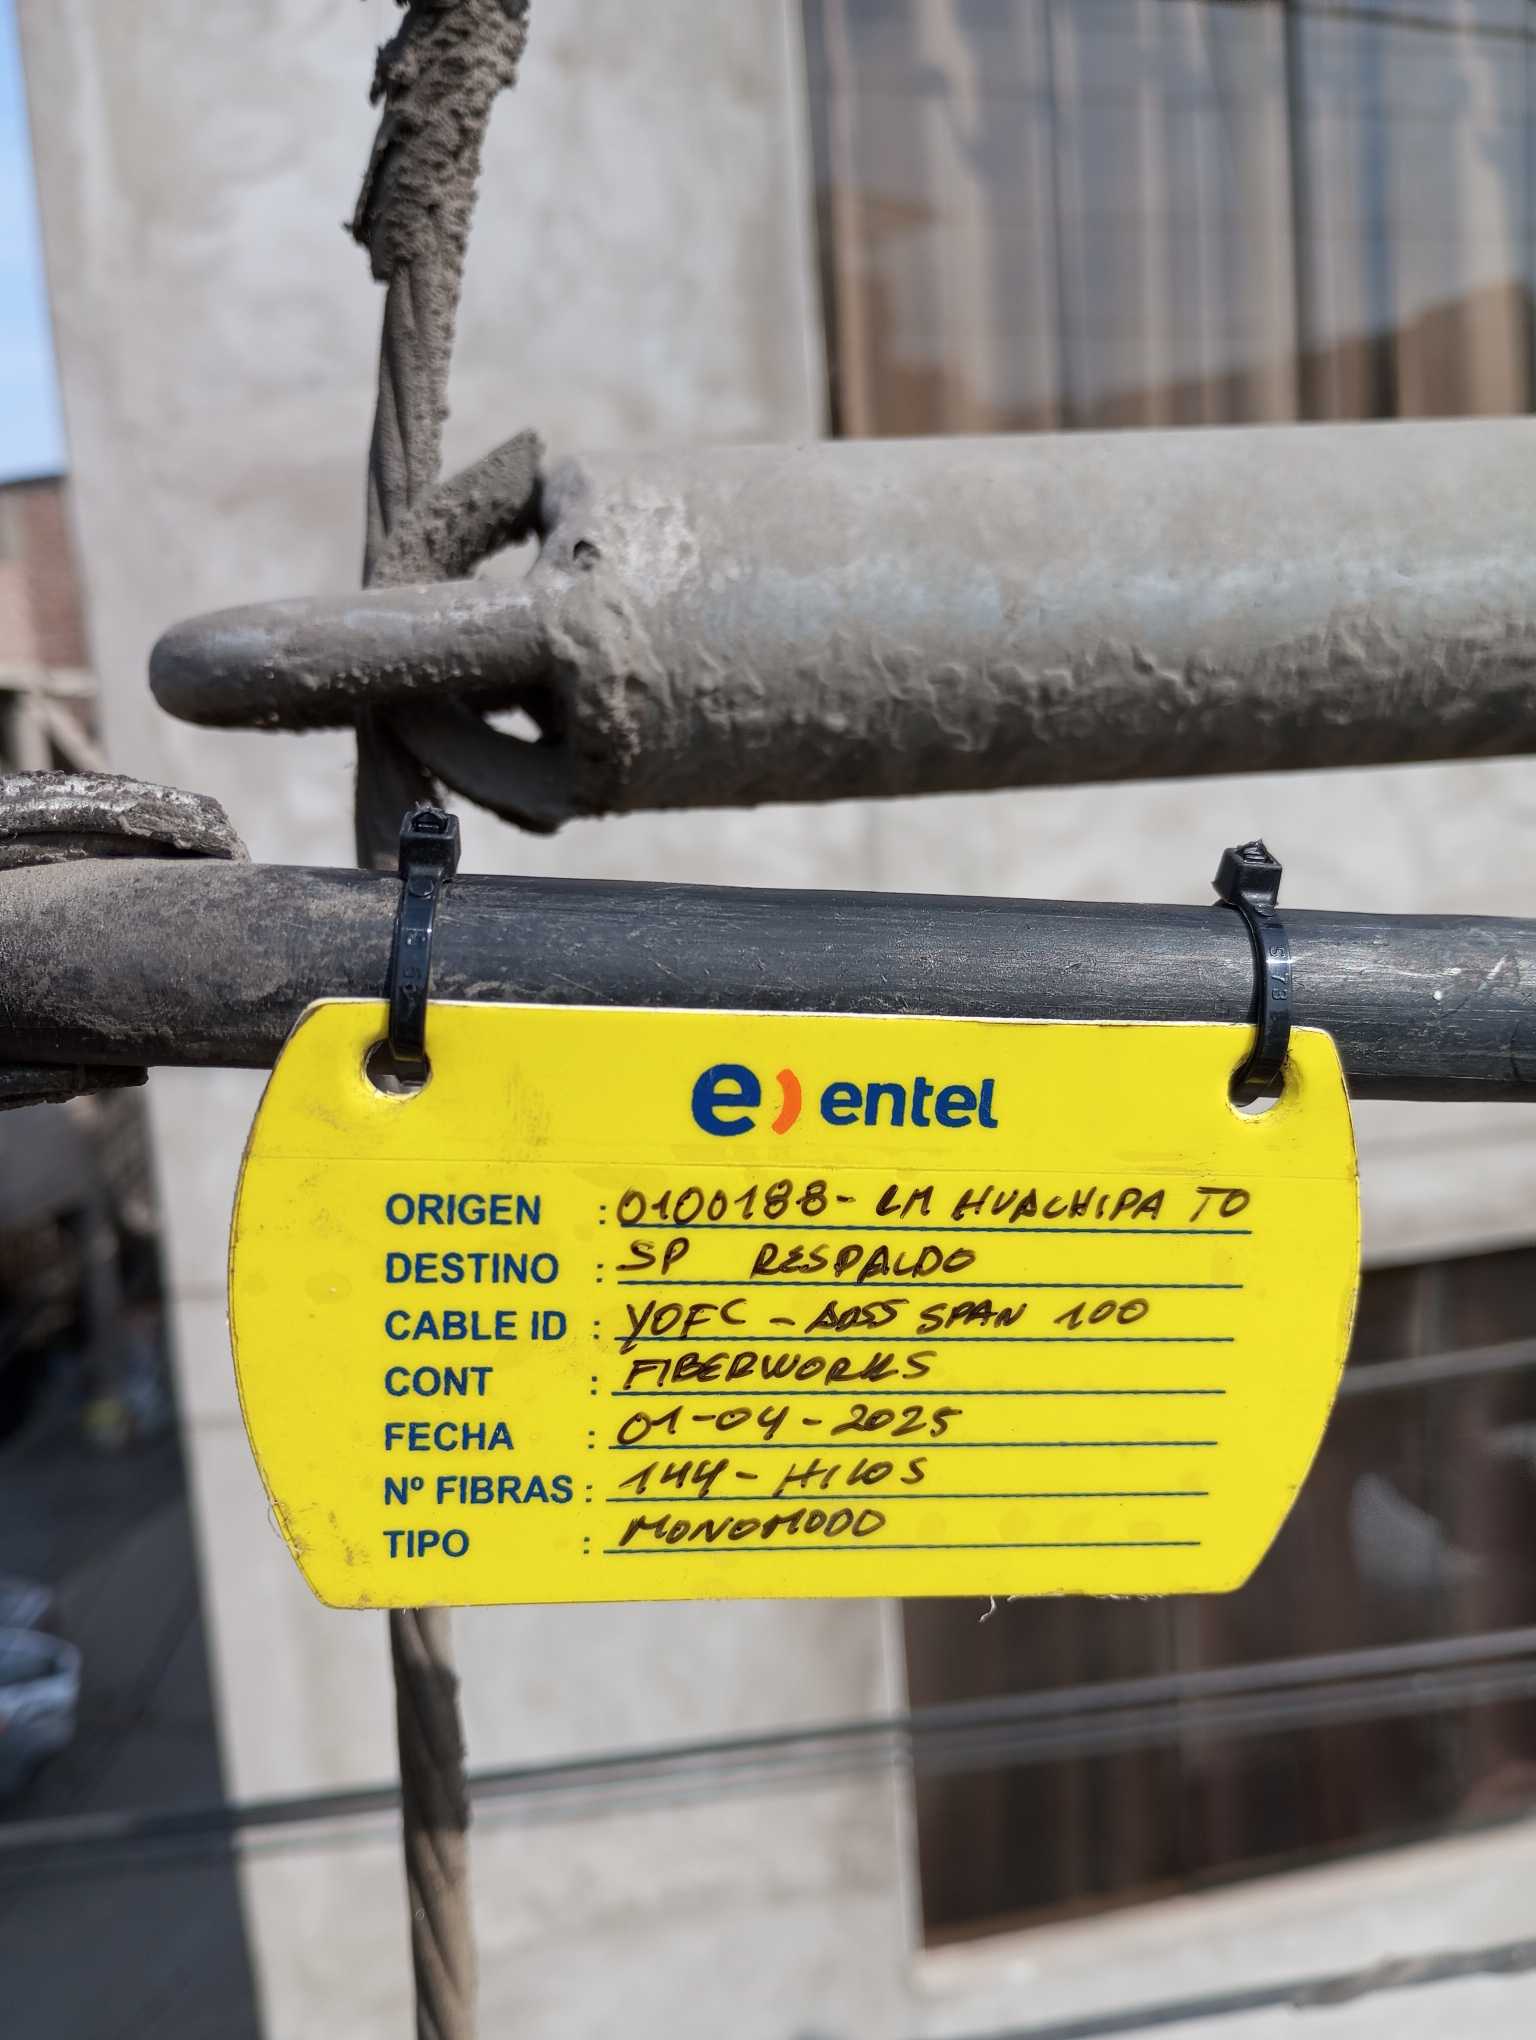 e) entel
ORIGEN : 0100188- LM HUACHIPA TO
DESTINO : SP RESPALDO
CABLE ID : YOFC - ADSS SPAN 100
CONT : FIBERWORKS
FECHA : 01-04-2025
Nº FIBRAS : 144- HILOS
TIPO : MONOMODO